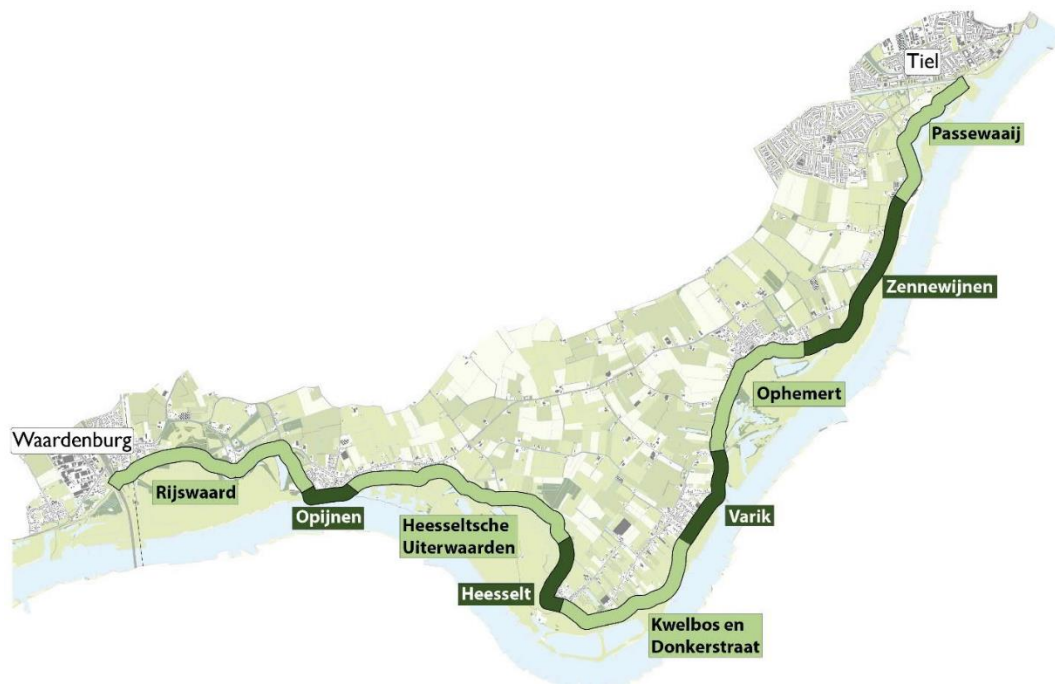 Tiel
Passewaaij
Zennewijnen
Ophemert
Waardenburg
Rijswaard
Opijnen
Varik
Heesseltsche
Uiterwaarden
Heesselt
Kwelbos en
Donkerstraat